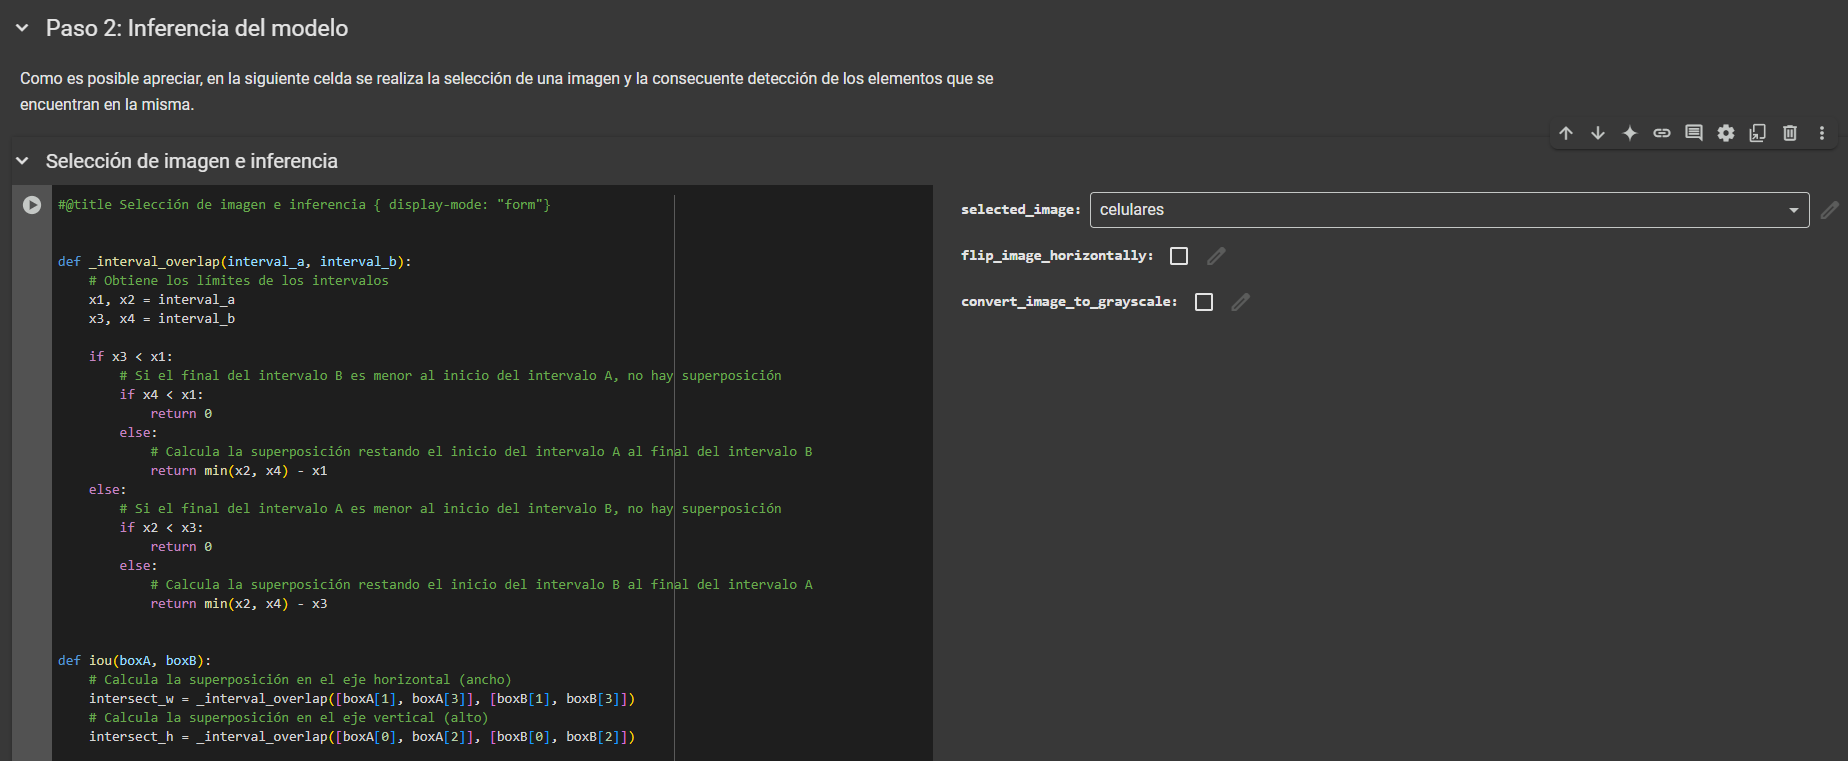 Paso 2: Inferencia del modelo
Como es posible apreciar, en la siguiente celda se realiza la selección de una imagen y la consecuente detección de los elementos que se
encuentran en la misma.
Selección de imagen e inferencia
#@title Selección de imagen e inferencia { display-mode: "form"}
def _interval_overlap(interval_a, interval_b):
    # Obtiene los límites de los intervalos
    x1, x2 = interval_a
    x3, x4 = interval_b
    if x3 < x1:
        # Si el final del intervalo B es menor al inicio del intervalo A, no hay superposición
        if x4 < x1:
            return 0
        else:
            # Calcula la superposición restando el inicio del intervalo A al final del intervalo B
            return min(x2, x4) - x1
    else:
        # Si el final del intervalo A es menor al inicio del intervalo B, no hay superposición
        if x2 < x3:
            return 0
        else:
            # Calcula la superposición restando el inicio del intervalo B al final del intervalo A
            return min(x2, x4) - x3
def iou(boxA, boxB):
    # Calcula la superposición en el eje horizontal (ancho)
    intersect_w = _interval_overlap([boxA[1], boxA[3]], [boxB[1], boxB[3]])
    # Calcula la superposición en el eje vertical (alto)
    intersect_h = _interval_overlap([boxA[0], boxA[2]], [boxB[0], boxB[2]])
selected_image: celulares
flip_image_horizontally:
convert_image_to_grayscale: